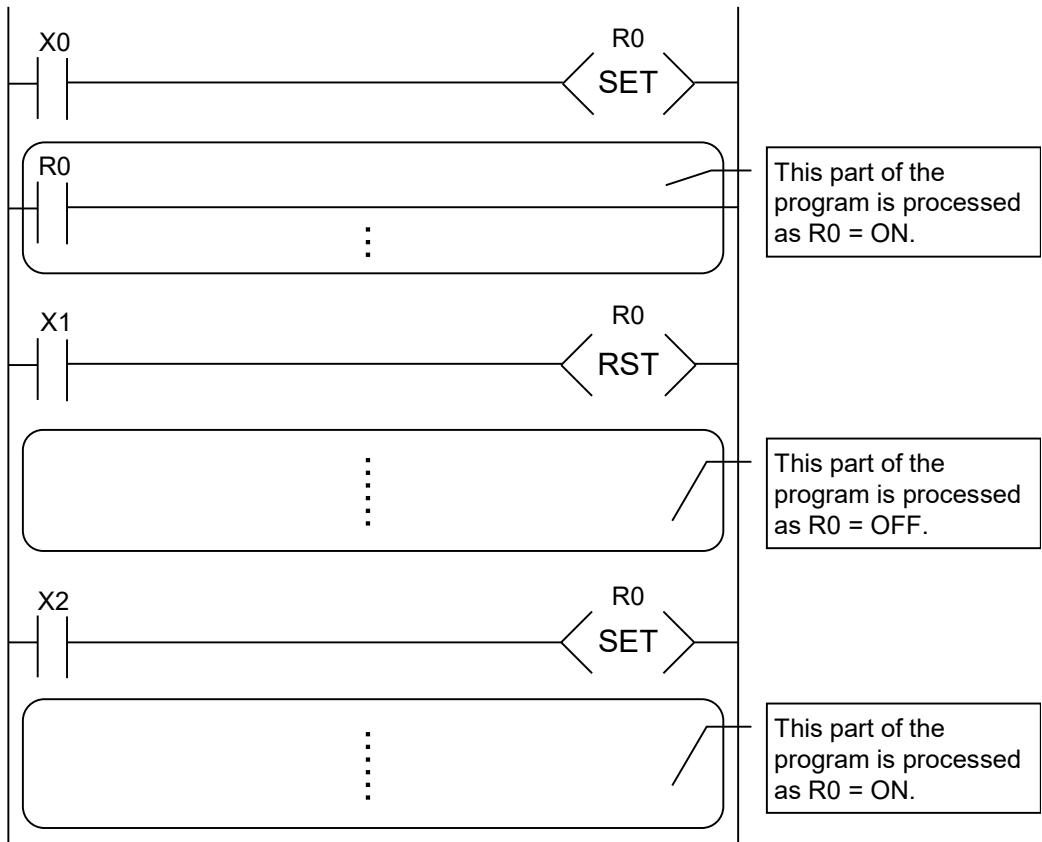 X0
R0
SET
R0
This part of the
program is processed
as R0 = ON.
X1
R0
RST
This part of the
program is processed
as R0 = OFF.
X2
R0
SET
This part of the
program is processed
as R0 = ON.